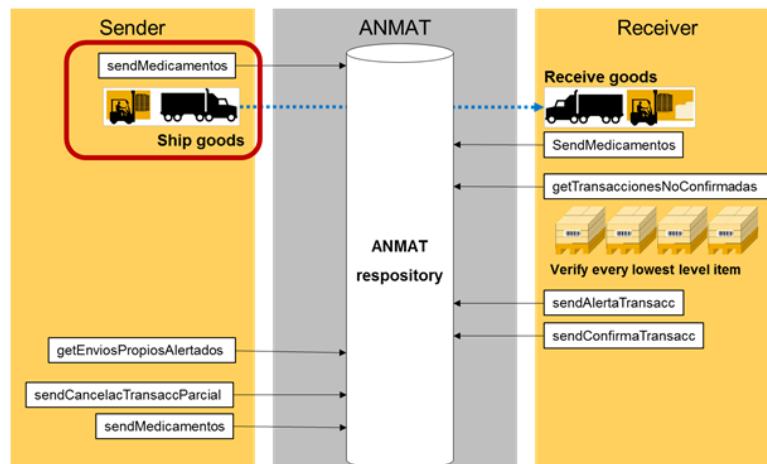 Sender
ANMAT
Receiver
sendMedicamentos
Ship goods
Receive goods
SendMedicamentos
getTransaccionesNoConfirmadas
ANMAT
respository
Verify every lowest level item
sendAlertaTransacc
sendConfirmaTransacc
getEnviosPropiosAlertados
sendCancelacTransaccParcial
sendMedicamentos